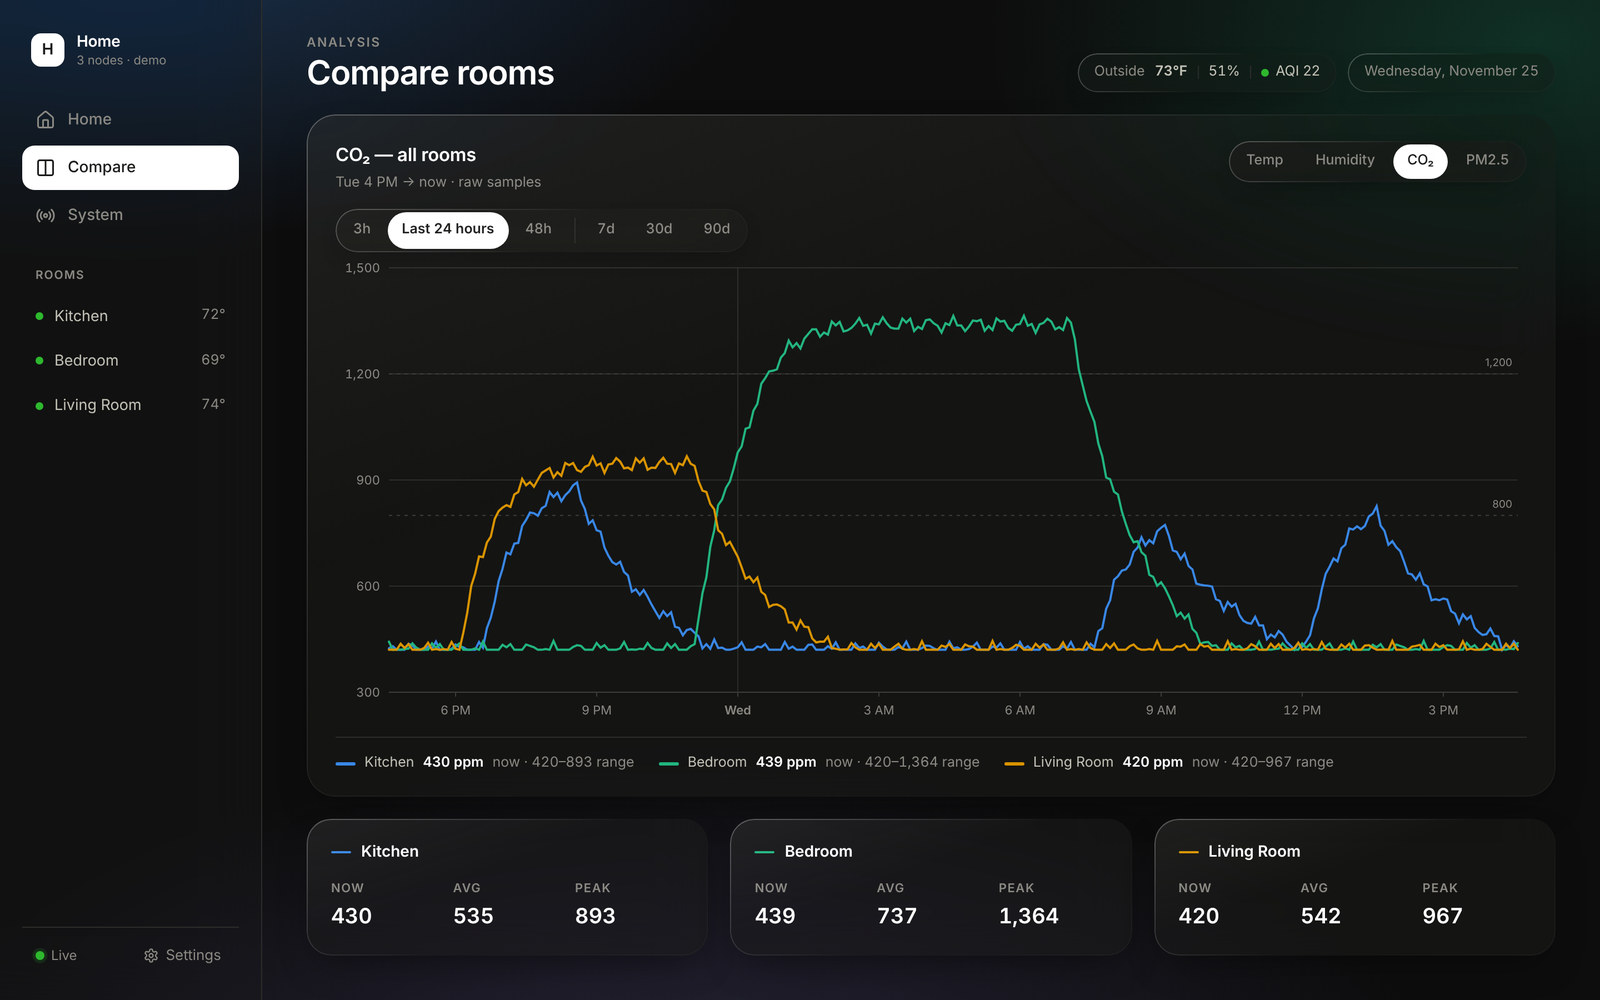 H
Home
3 nodes · demo
Home
Compare
System
ROOMS
Kitchen 72°
Bedroom 69°
Living Room 74°
Live
Settings
ANALYSIS
Compare rooms
Outside 73°F 51% AQI 22
Wednesday, November 25
CO₂ — all rooms
Tue 4 PM → now · raw samples
Temp Humidity CO₂ PM2.5
3h Last 24 hours 48h 7d 30d 90d
1,500
1,200
1,200
900
800
600
300
6 PM 9 PM Wed 3 AM 6 AM 9 AM 12 PM 3 PM
Kitchen 430 ppm now · 420–893 range Bedroom 439 ppm now · 420–1,364 range Living Room 420 ppm now · 420–967 range
Kitchen
NOW AVG PEAK
430 535 893
Bedroom
NOW AVG PEAK
439 737 1,364
Living Room
NOW AVG PEAK
420 542 967